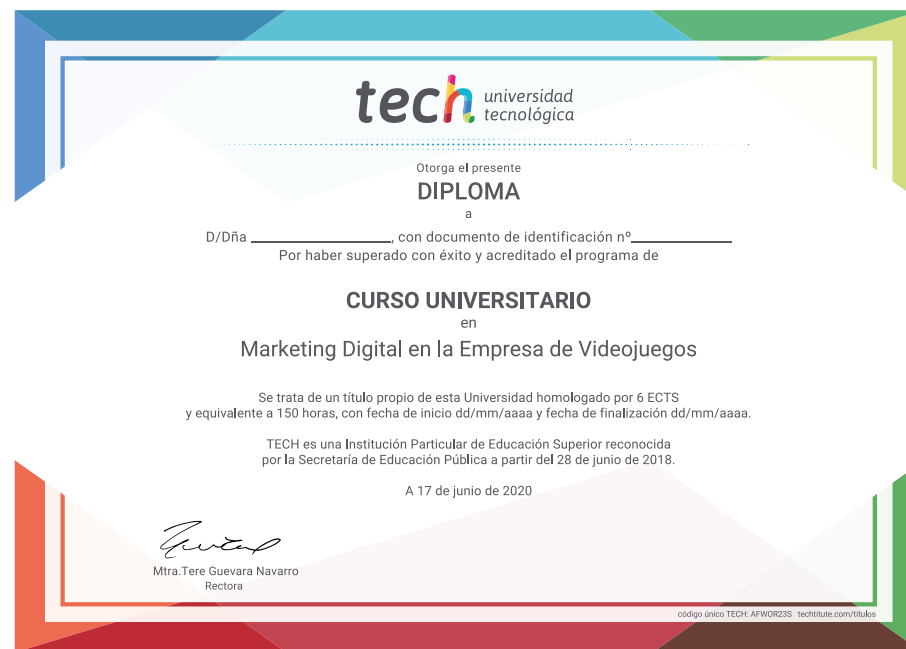 tech universidad
tecnológica
Otorga el presente
DIPLOMA
a
D/Dña ____________________, con documento de identificación nº______________
Por haber superado con éxito y acreditado el programa de
CURSO UNIVERSITARIO
en
Marketing Digital en la Empresa de Videojuegos
Se trata de un título propio de esta Universidad homologado por 6 ECTS
y equivalente a 150 horas, con fecha de inicio dd/mm/aaaa y fecha de finalización dd/mm/aaaa.
TECH es una Institución Particular de Educación Superior reconocida
por la Secretaría de Educación Pública a partir del 28 de junio de 2018.
A 17 de junio de 2020
Mtra.Tere Guevara Navarro
Rectora
código único TECH: AFWOR23S techtitute.com/titulos